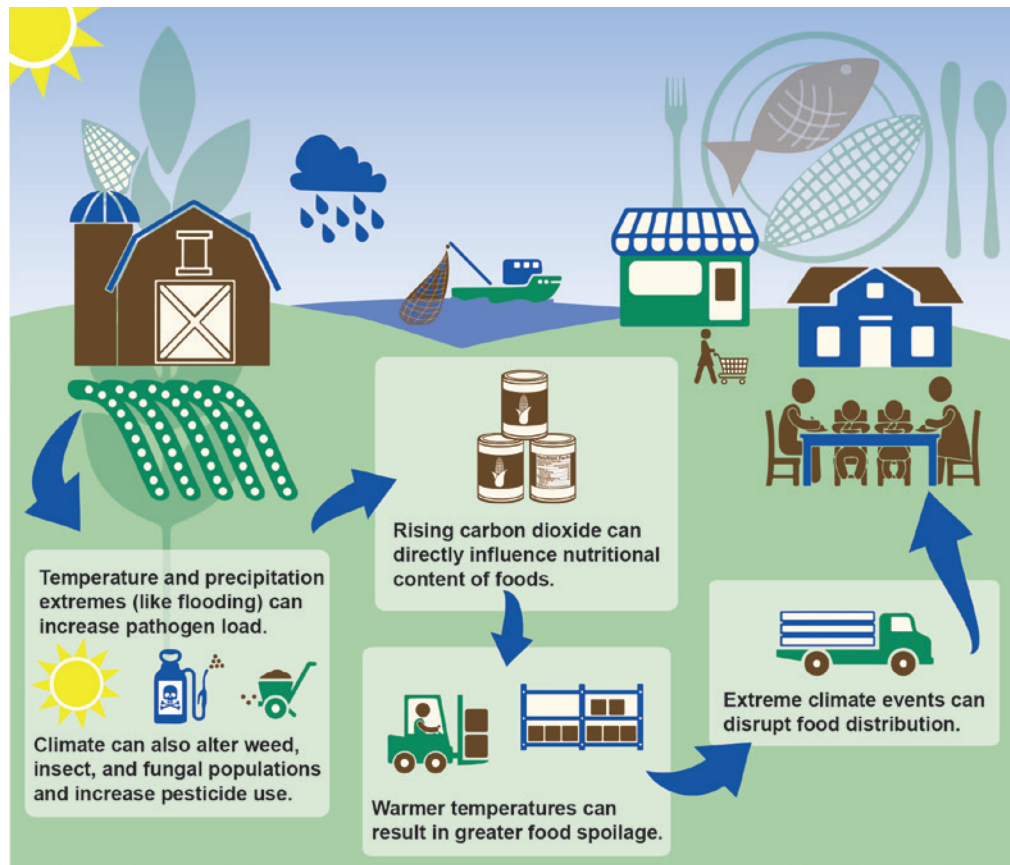 Temperature and precipitation
extremes (like flooding) can
increase pathogen load.
Climate can also alter weed,
insect, and fungal populations
and increase pesticide use.
Rising carbon dioxide can
directly influence nutritional
content of foods.
Warmer temperatures can
result in greater food spoilage.
Extreme climate events can
disrupt food distribution.